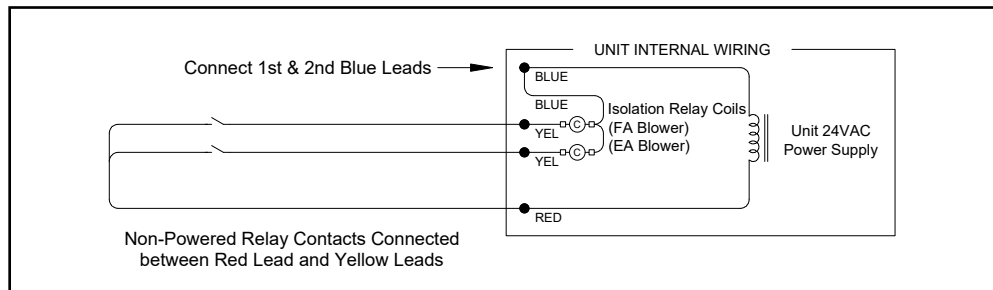 UNIT INTERNAL WIRING
Connect 1st & 2nd Blue Leads
BLUE
BLUE
Isolation Relay Coils
(FA Blower)
(EA Blower)
C
YEL
C
YEL
Unit 24VAC
Power Supply
RED
Non-Powered Relay Contacts Connected
between Red Lead and Yellow Leads